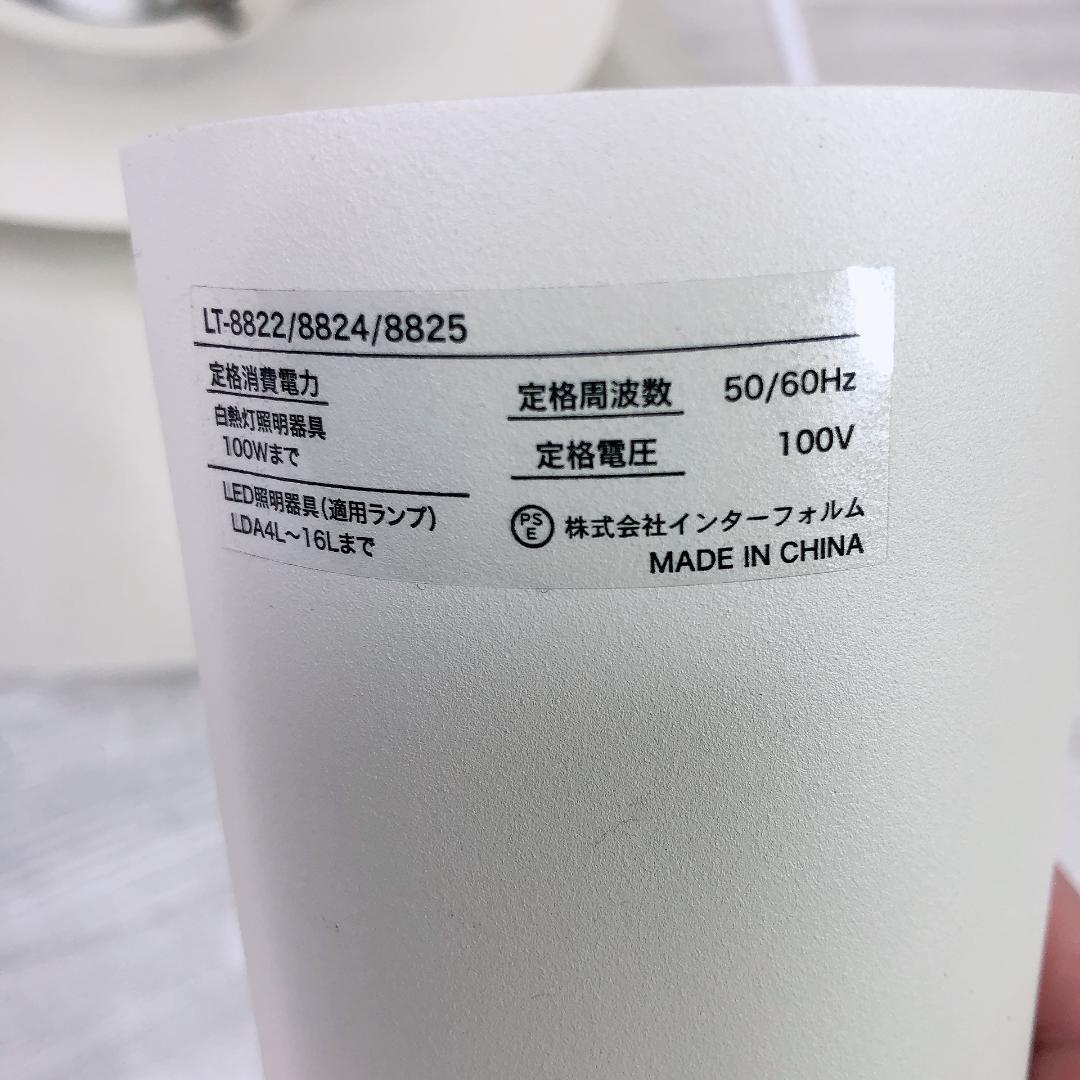 LT-8822/8824/8825
定格消費電力
白熱灯照明器具
100Wまで
LED照明器具(適用ランプ)
LDA4L～16Lまで
定格周波数 50/60Hz
定格電圧 100V
PSE 株式会社インターフォルム
MADE IN CHINA